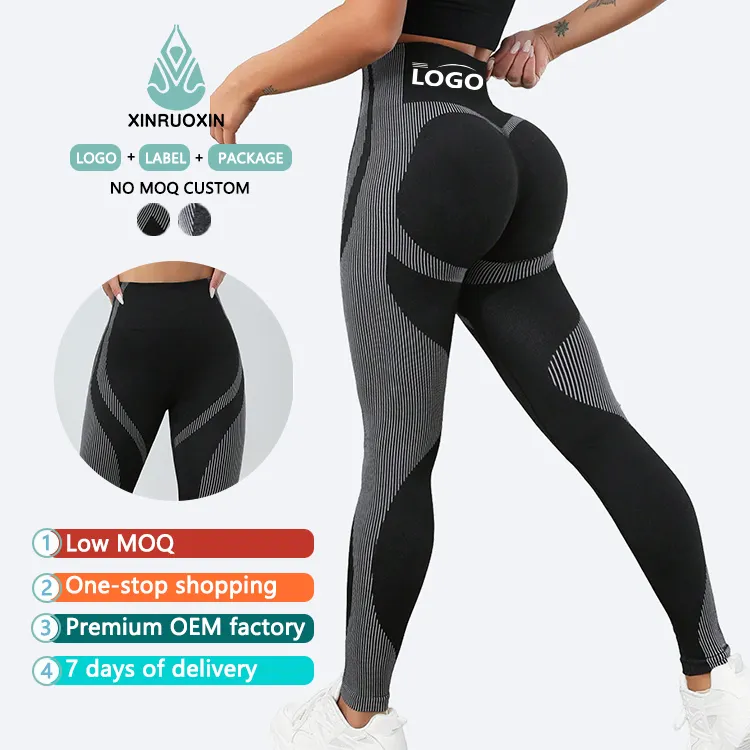 LOGO
XINRUOXIN
LOGO + LABEL + PACKAGE
NO MOQ CUSTOM
1 Low MOQ
2 One-stop shopping
3 Premium OEM factory
4 7 days of delivery